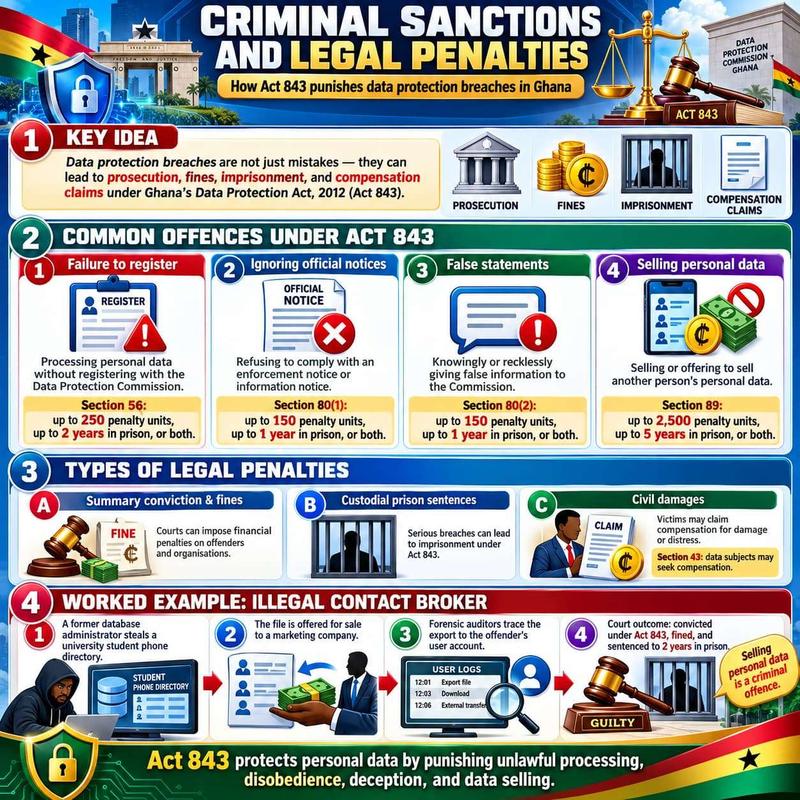 CRIMINAL SANCTIONS
AND LEGAL PENALTIES
How Act 843 punishes data protection breaches in Ghana
FREEDOM AND JUSTICE
DATA
PROTECTION
COMMISSION
GHANA
ACT 843
1 KEY IDEA
Data protection breaches are not just mistakes — they can
lead to prosecution, fines, imprisonment, and compensation
claims under Ghana's Data Protection Act, 2012 (Act 843).
PROSECUTION
FINES
IMPRISONMENT
COMPENSATION
CLAIMS
2 COMMON OFFENCES UNDER ACT 843
1 Failure to register
REGISTER
Processing personal data
without registering with the
Data Protection Commission.
Section 56:
up to 250 penalty units,
up to 2 years in prison, or both.
2 Ignoring official notices
OFFICIAL
NOTICE
Refusing to comply with an
enforcement notice or
information notice.
Section 80(1):
up to 150 penalty units,
up to 1 year in prison, or both.
3 False statements
Knowingly or recklessly
giving false information to
the Commission.
Section 80(2):
up to 150 penalty units,
up to 1 year in prison, or both.
4 Selling personal data
Selling or offering to sell
another person's personal data.
Section 89:
up to 2,500 penalty units,
up to 5 years in prison, or both.
3 TYPES OF LEGAL PENALTIES
A Summary conviction & fines
FINE
Courts can impose financial
penalties on offenders
and organisations.
B Custodial prison sentences
Serious breaches can lead
to imprisonment under
Act 843.
C Civil damages
CLAIM
Victims may claim
compensation for damage
or distress.
Section 43: data subjects may
seek compensation.
4 WORKED EXAMPLE: ILLEGAL CONTACT BROKER
1 A former database
administrator steals a
university student phone
directory.
STUDENT
PHONE DIRECTORY
2 The file is offered for sale
to a marketing company.
3 Forensic auditors trace the
export to the offender's
user account.
USER LOGS
12:01 Export file
12:03 Download
12:06 External transfer
4 Court outcome: convicted
under Act 843, fined, and
sentenced to 2 years in prison.
GUILTY
Selling
personal data
is a criminal
offence.
Act 843 protects personal data by punishing unlawful processing,
disobedience, deception, and data selling.